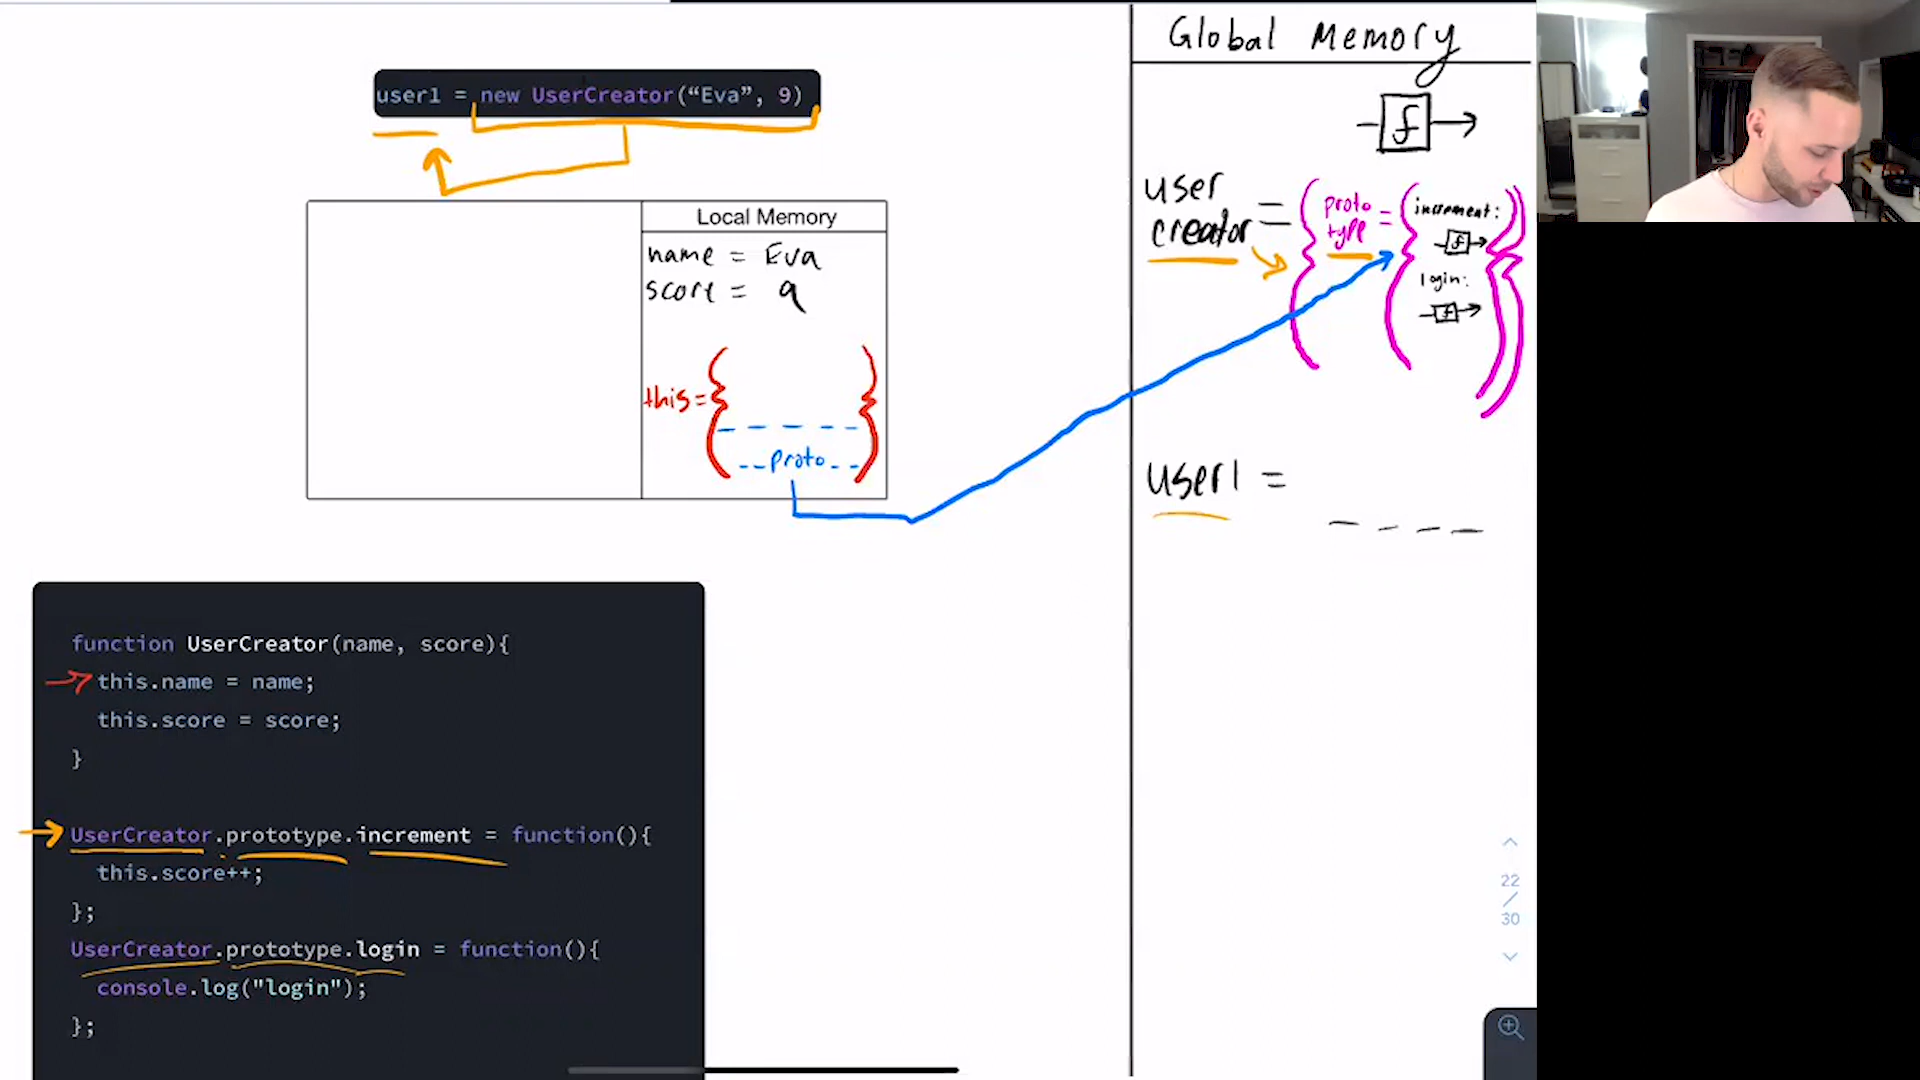 user1 = new UserCreator(“Eva”, 9)
Local Memory
name = Eva
score = 9
this =
--proto--
Global Memory
f
user
creator =
proto
type =
increment:
f
login:
f
user1 =
function UserCreator(name, score){
this.name = name;
this.score = score;
}
UserCreator.prototype.increment = function(){
this.score++;
};
UserCreator.prototype.login = function(){
console.log("login");
};
22
/
30